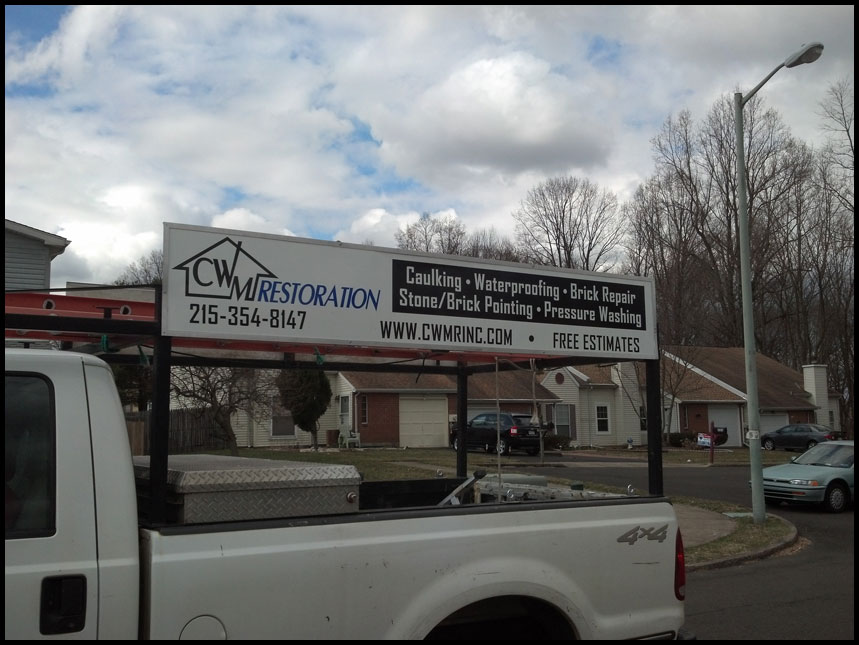 CWM RESTORATION
215-354-8147
Caulking • Waterproofing • Brick Repair
Stone/Brick Pointing • Pressure Washing
WWW.CWMRINC.COM • FREE ESTIMATES
4x4